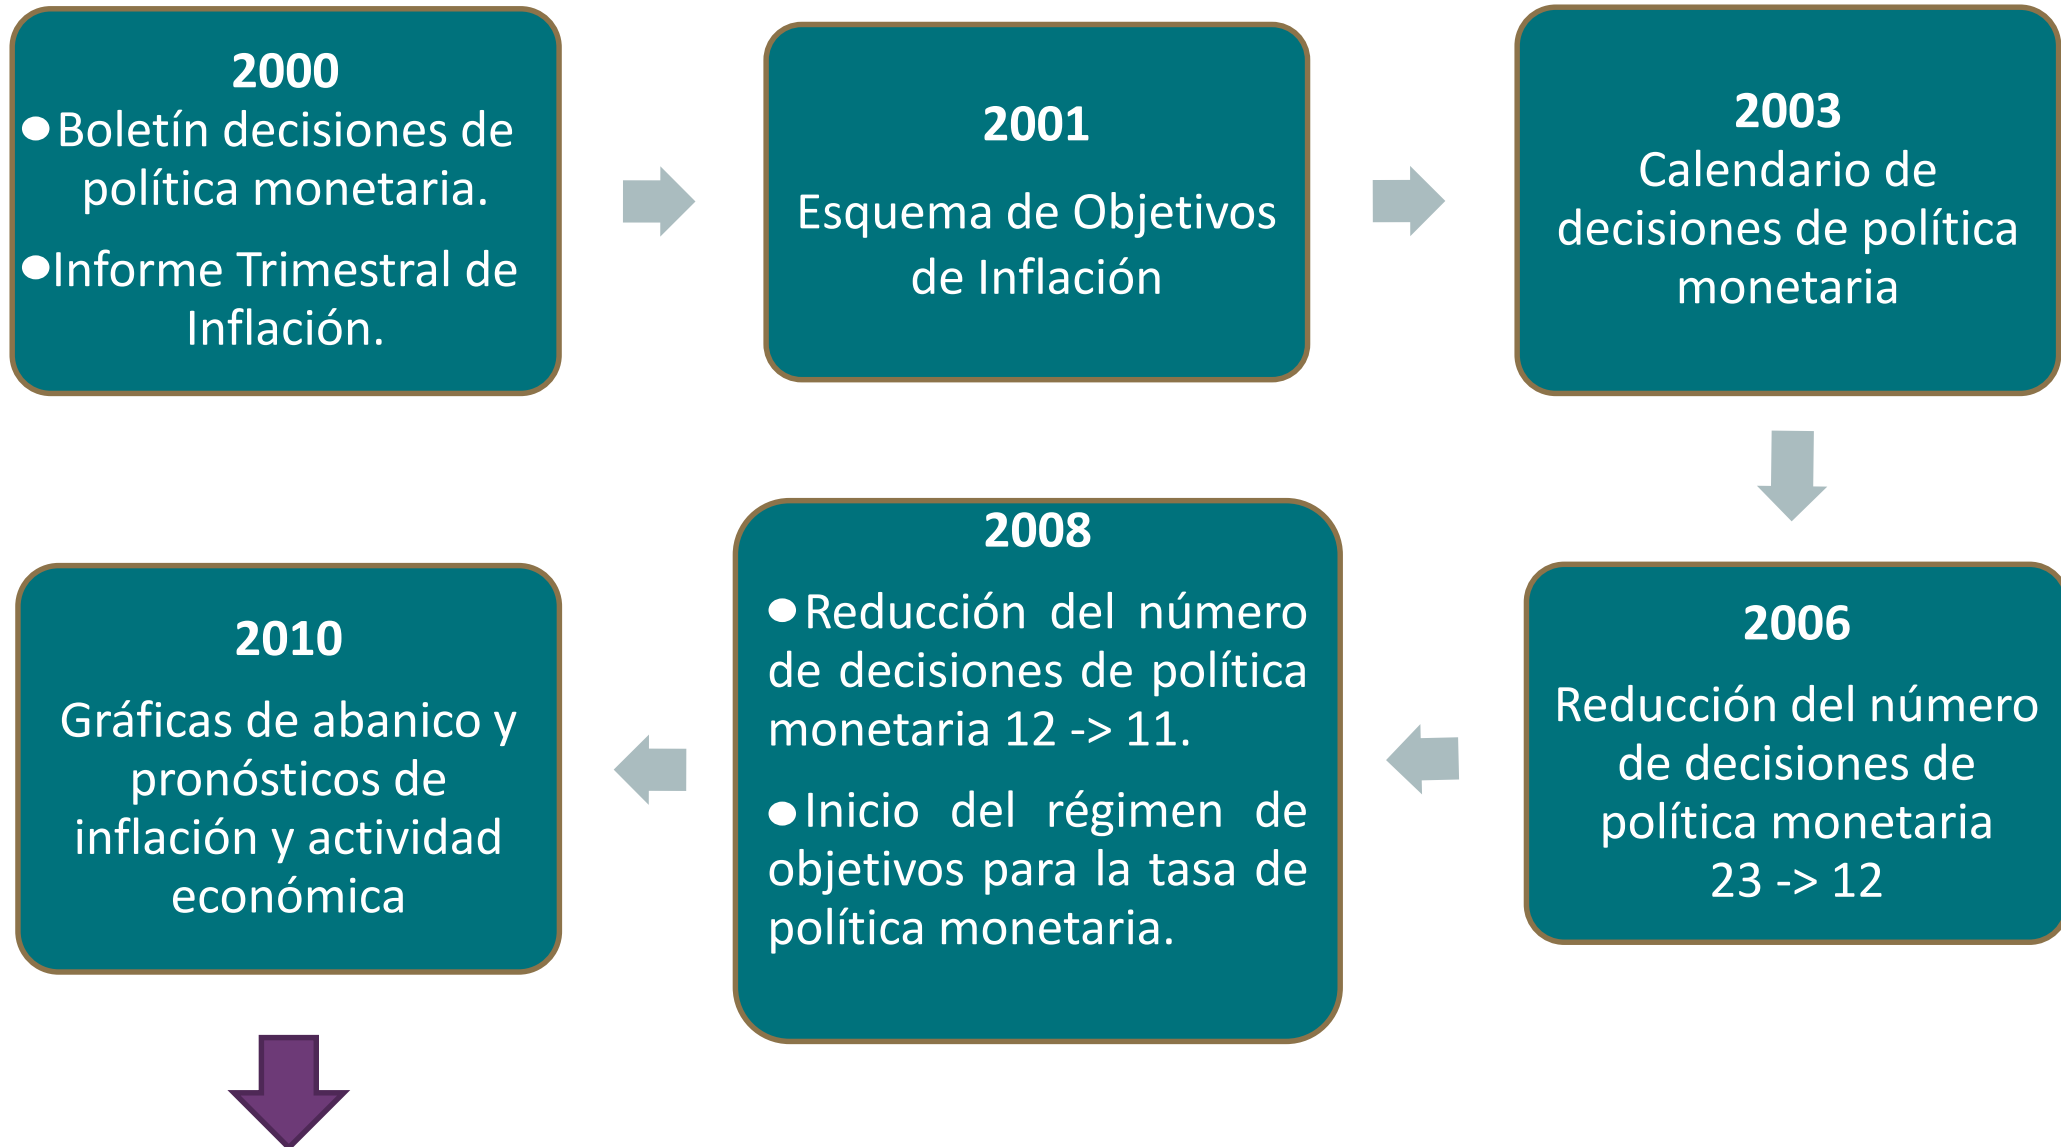 2000
●Boletín decisiones de
política monetaria.
●Informe Trimestral de
Inflación.
2001
Esquema de Objetivos
de Inflación
2003
Calendario de
decisiones de política
monetaria
2006
Reducción del número
de decisiones de
política monetaria
23 -> 12
2008
●Reducción del número
de decisiones de política
monetaria 12 -> 11.
●Inicio del régimen de
objetivos para la tasa de
política monetaria.
2010
Gráficas de abanico y
pronósticos de
inflación y actividad
económica